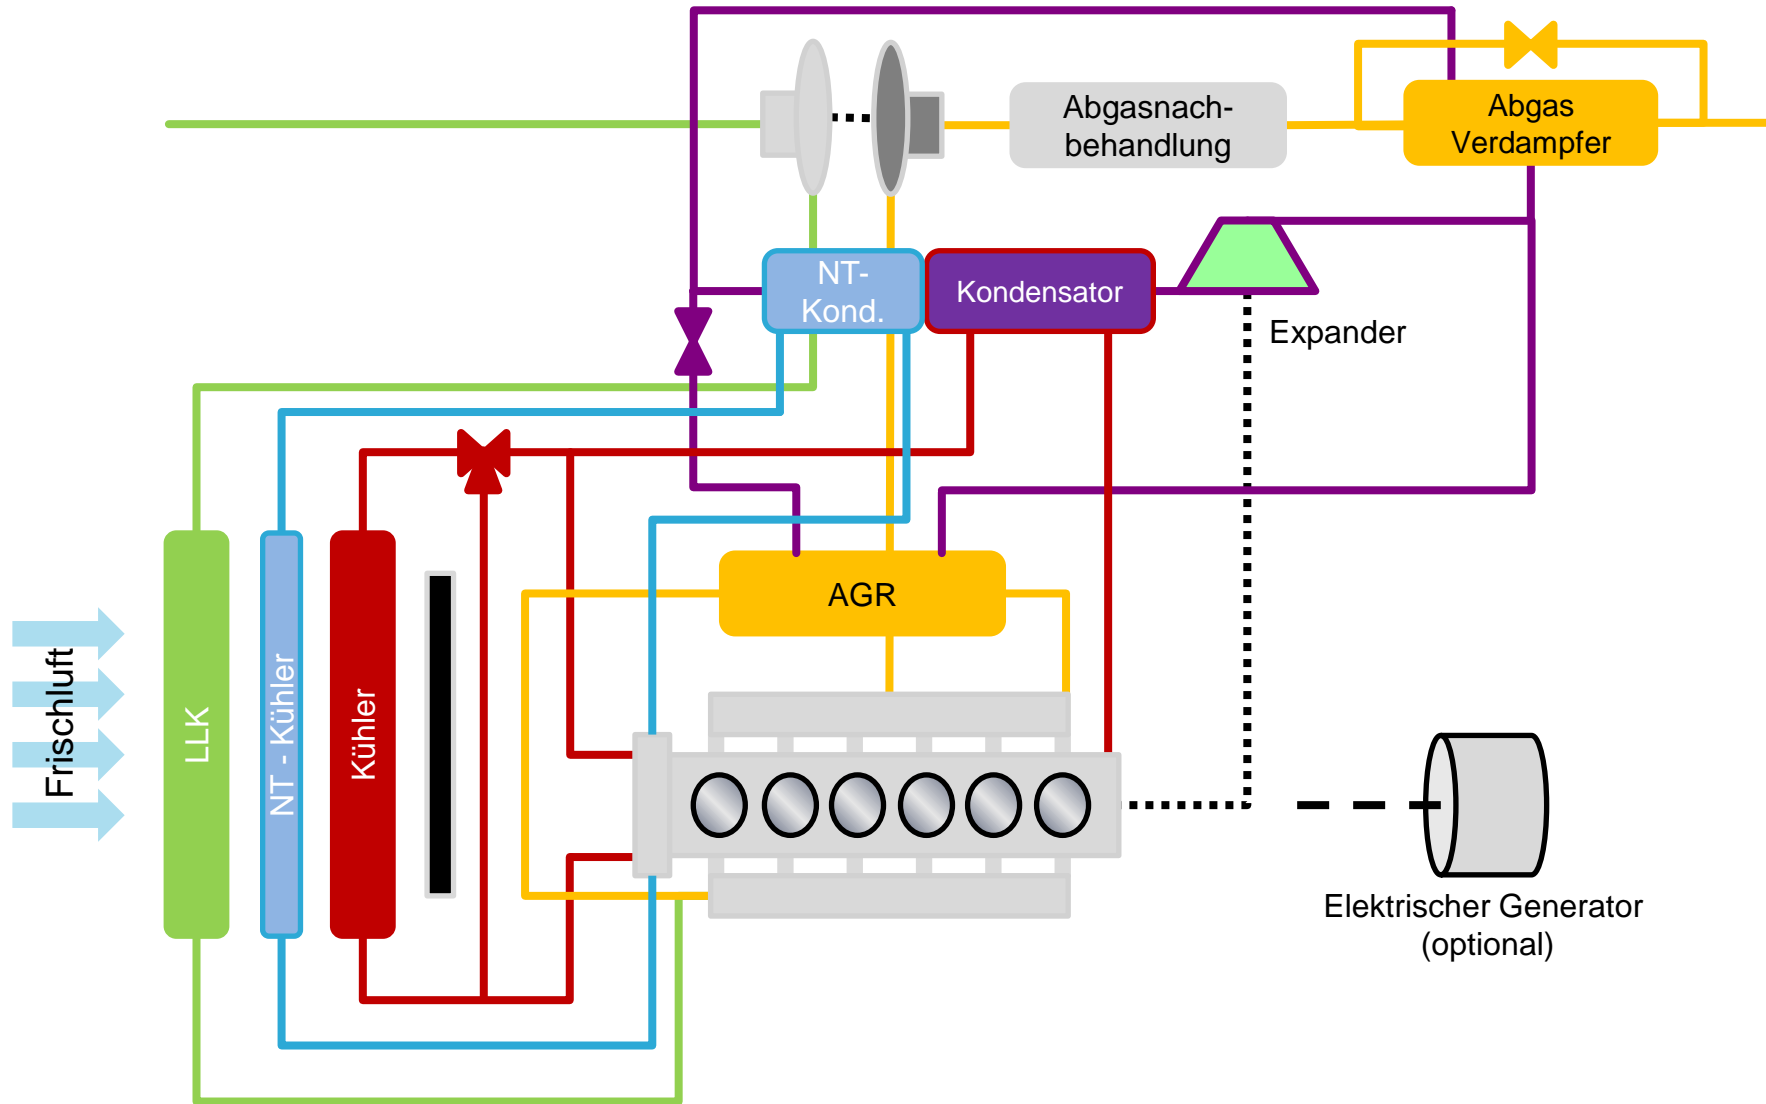 Abgasnach-
behandlung
Abgas
Verdampfer
NT-
Kond.
Kondensator
Expander
AGR
Frischluft
LLK
NT - Kühler
Kühler
Elektrischer Generator
(optional)